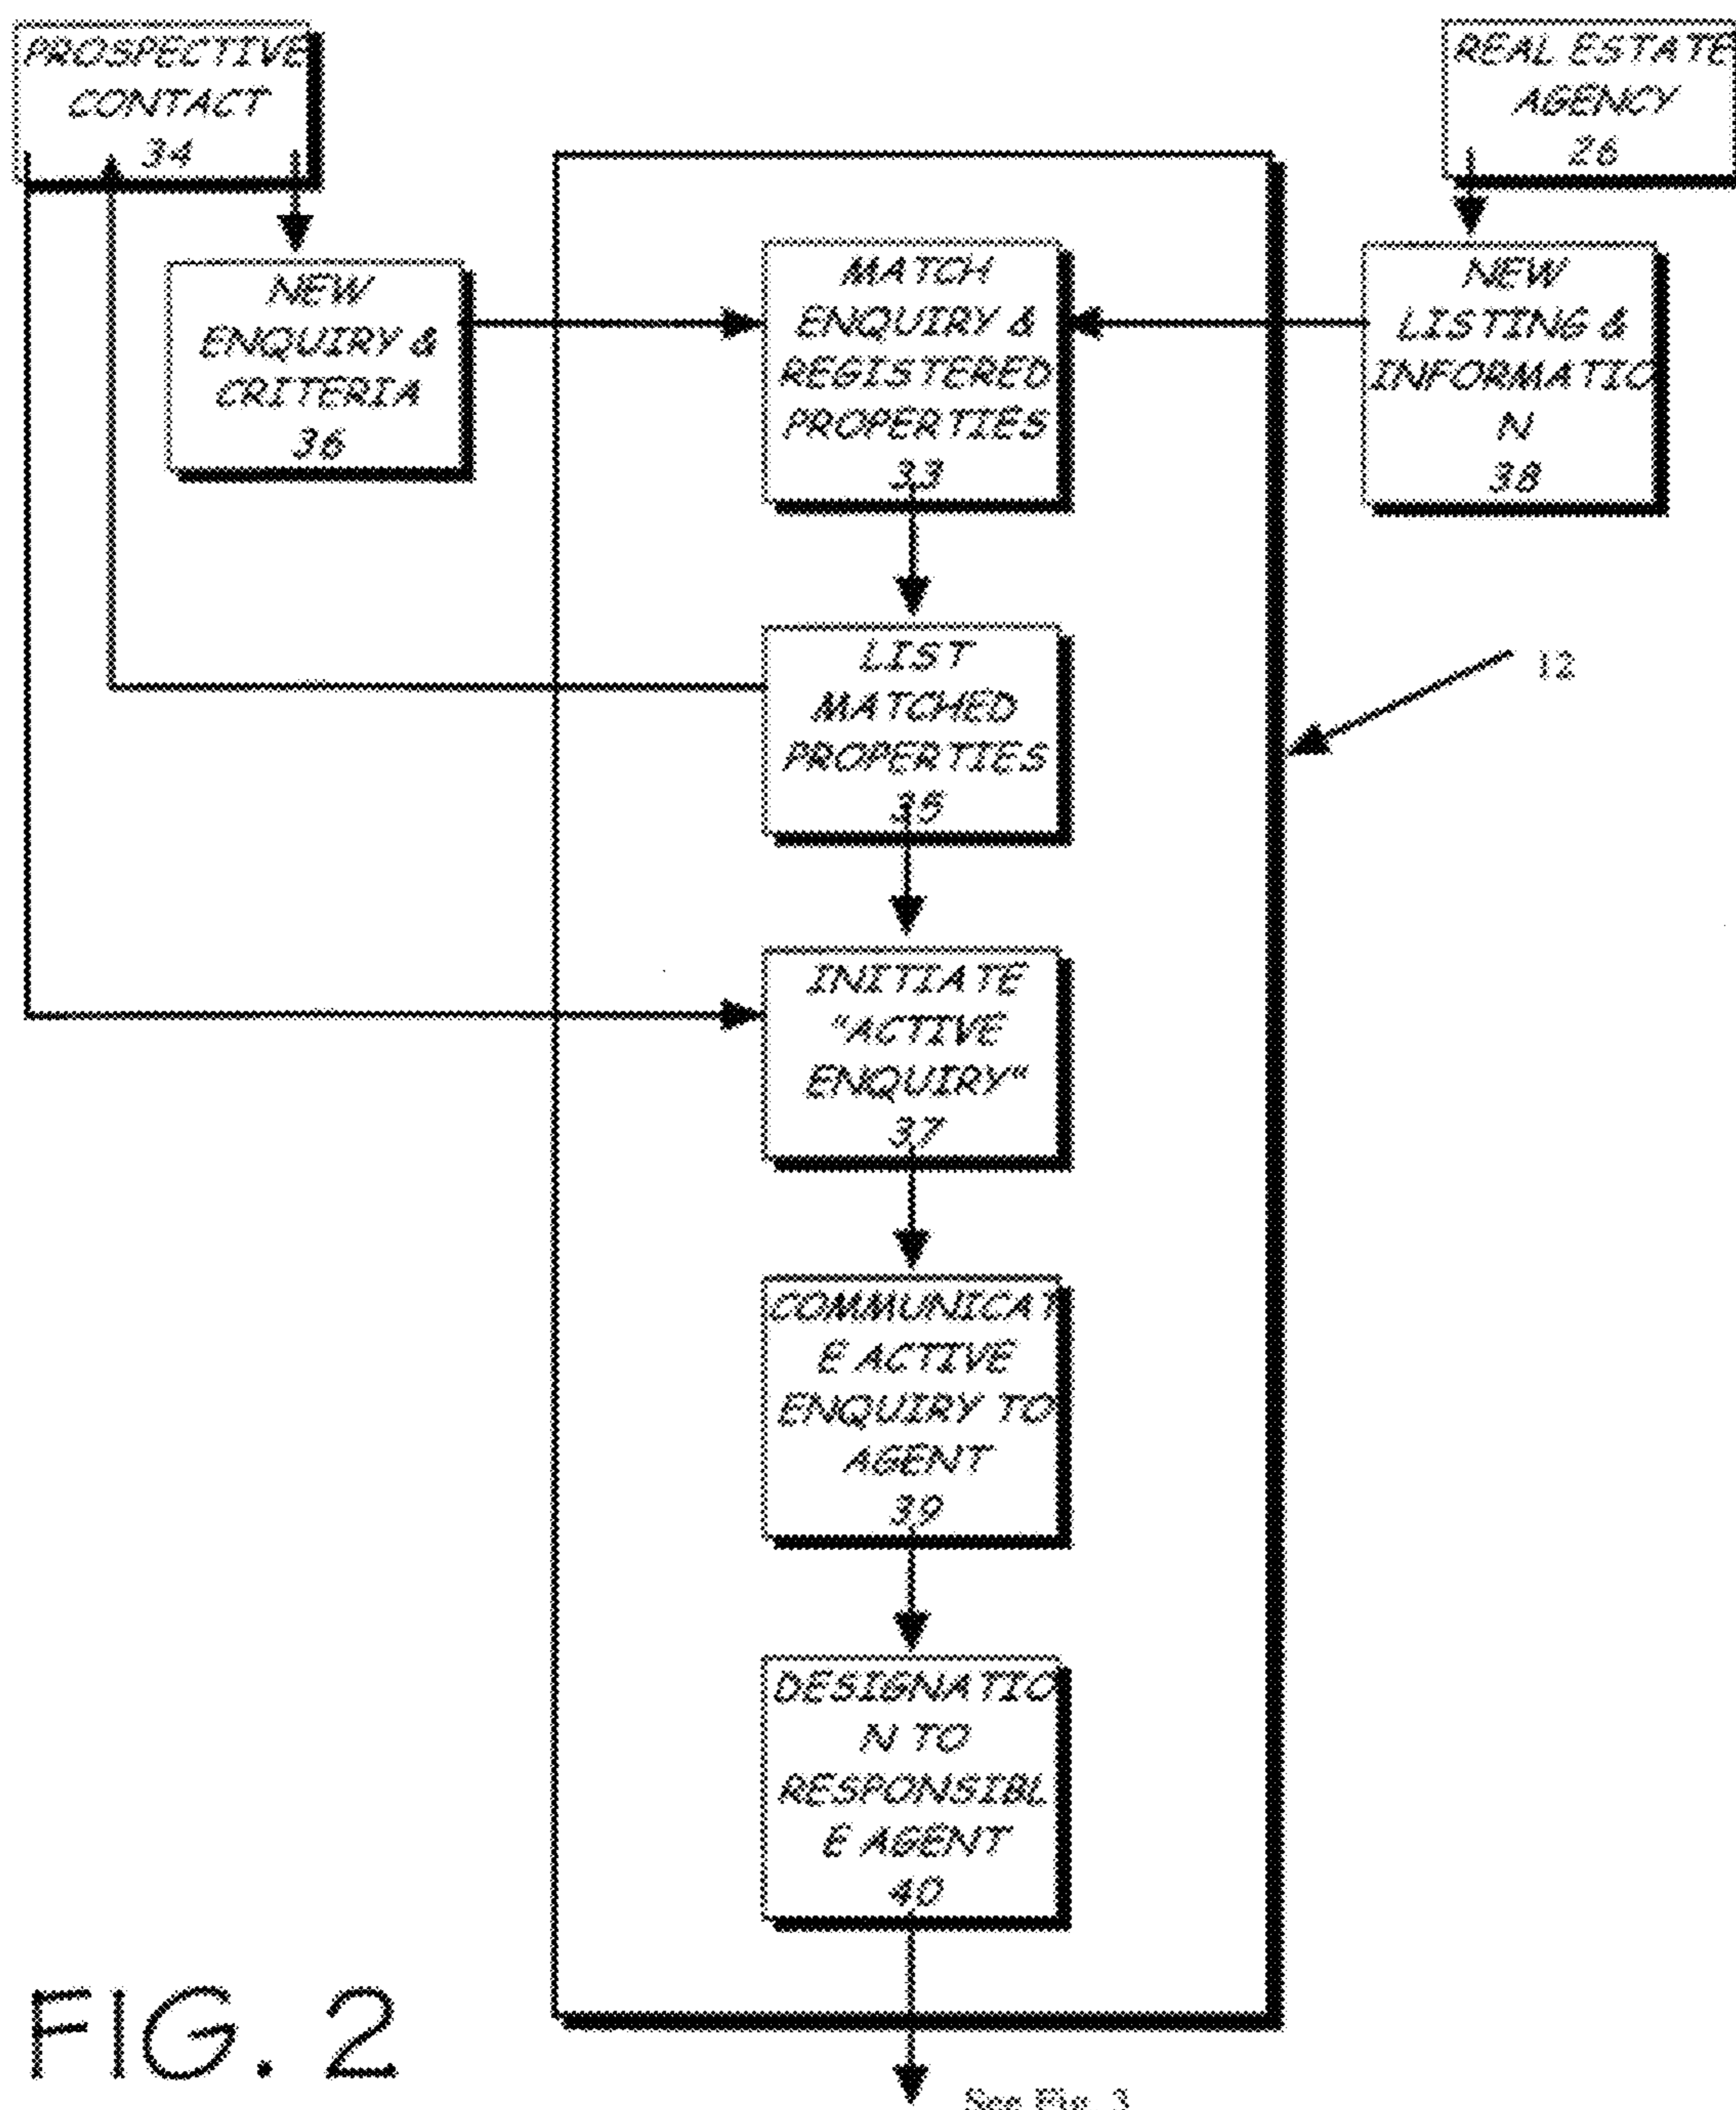 PROSPECTIVE
CONTACT
34
REAL ESTATE
AGENCY
26
NEW
ENQUIRY &
CRITERIA
36
MATCH
ENQUIRY &
REGISTERED
PROPERTIES
33
NEW
LISTING &
INFORMATIO
N
38
LIST
MATCHED
PROPERTIES
35
12
INITIATE
"ACTIVE
ENQUIRY"
37
COMMUNICAT
E ACTIVE
ENQUIRY TO
AGENT
39
DESIGNATIO
N TO
RESPONSIBL
E AGENT
40
FIG. 2
See Fig. 3